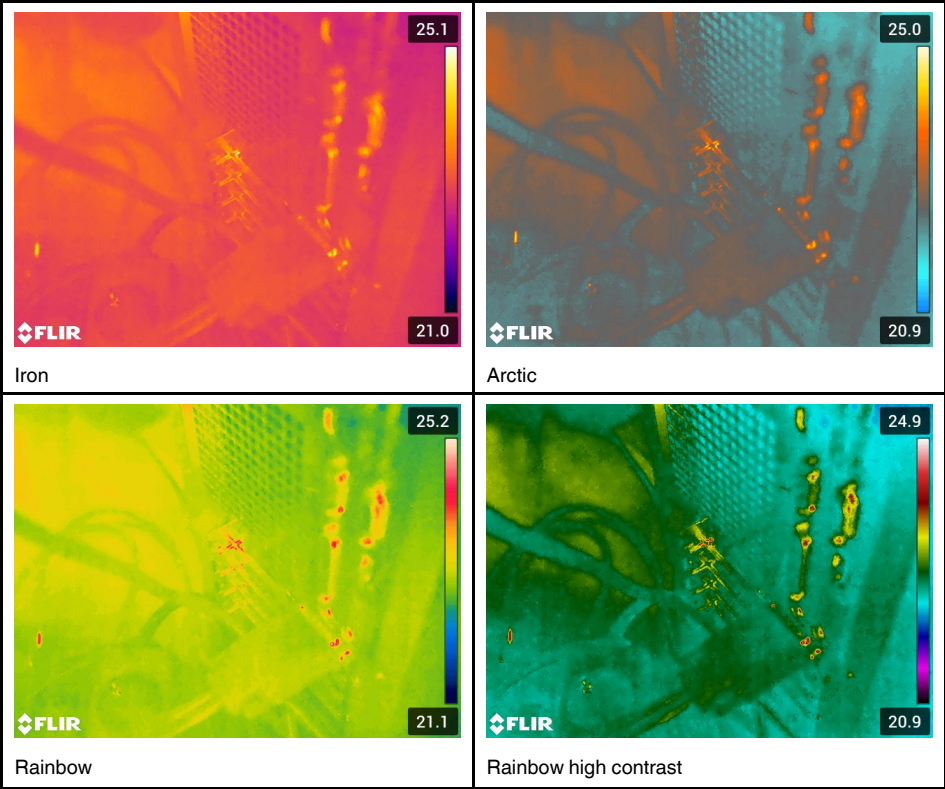 25.1
21.0
FLIR
Iron
25.0
20.9
FLIR
Arctic
25.2
21.1
FLIR
Rainbow
24.9
20.9
FLIR
Rainbow high contrast